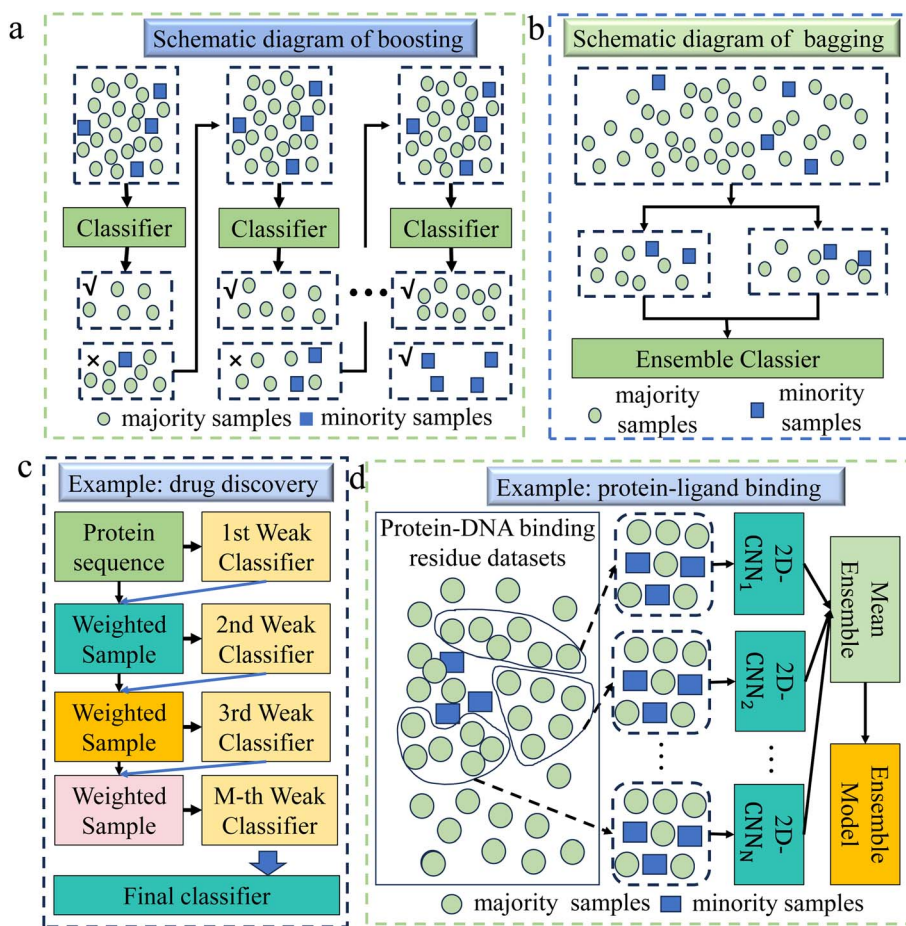 a
Schematic diagram of boosting
Classifier
Classifier
Classifier
√
√
•••
√
×
×
√
majority samples
minority samples
b
Schematic diagram of bagging
Ensemble Classier
majority
samples
minority
samples
c
Example: drug discovery
Protein
sequence
1st Weak
Classifier
Weighted
Sample
2nd Weak
Classifier
Weighted
Sample
3rd Weak
Classifier
Weighted
Sample
M-th Weak
Classifier
Final classifier
d
Example: protein-ligand binding
Protein-DNA binding
residue datasets
2D-
CNN₁
2D-
CNN₂
2D-
CNN_N
Mean
Ensemble
Ensemble
Model
majority samples
minority samples